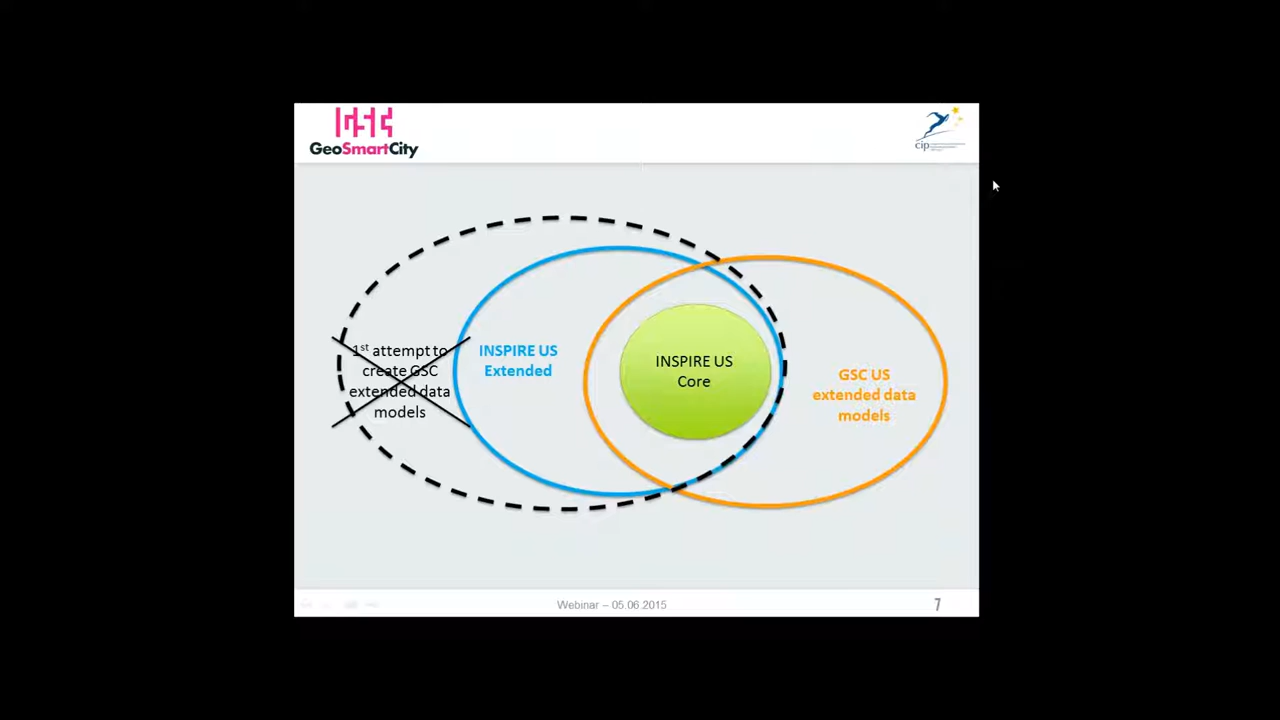 GeoSmartCity
cip
1st attempt to
create GSC
extended data
models
INSPIRE US
Extended
INSPIRE US
Core
GSC US
extended data
models
Webinar – 05.06.2015
7